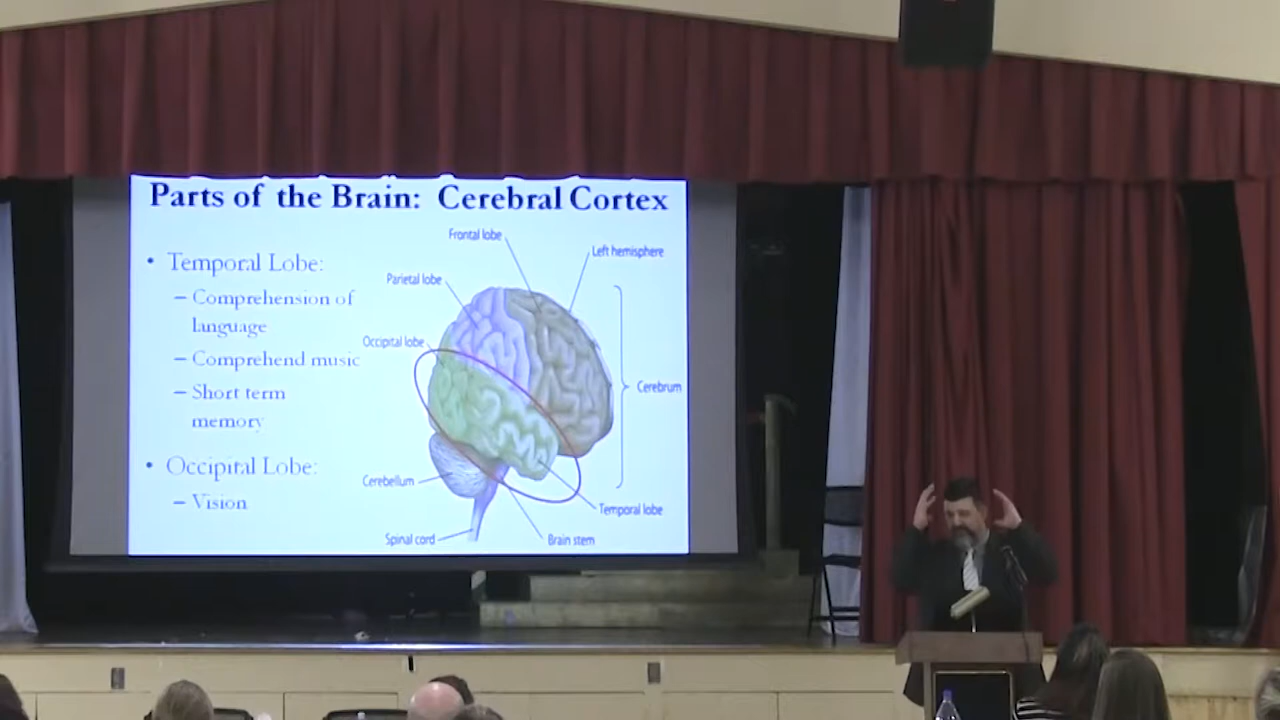 Parts of the Brain: Cerebral Cortex
• Temporal Lobe:
– Comprehension of
language
– Comprehend music
– Short term
memory
• Occipital Lobe:
– Vision
Frontal lobe
Left hemisphere
Parietal lobe
Occipital lobe
Cerebrum
Cerebellum
Temporal lobe
Spinal cord
Brain stem